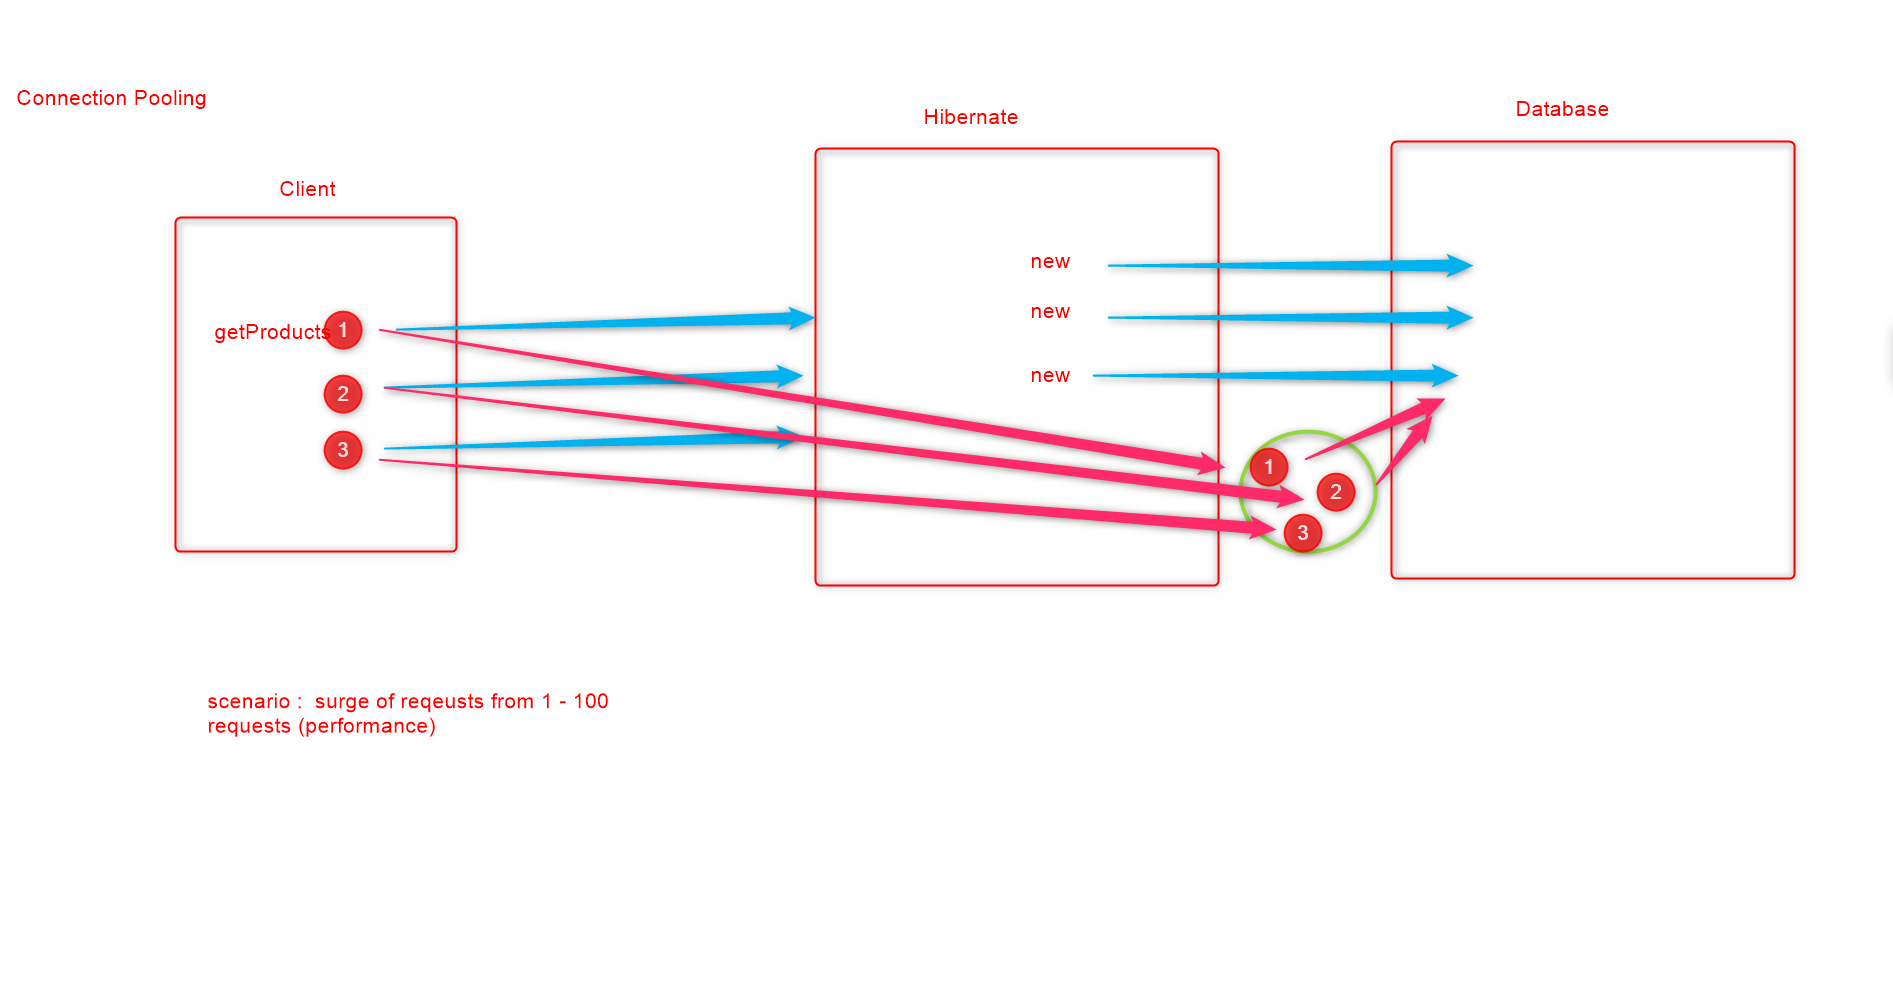 Connection Pooling
Hibernate
Database
Client
new
new
getProducts 1
new
2
3
1
2
3
scenario :  surge of reqeusts from 1 - 100
requests (performance)